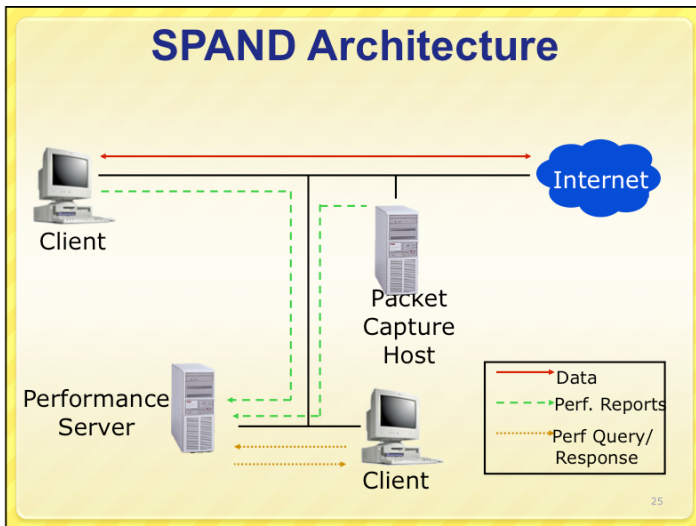 SPAND Architecture
Internet
Client
Packet
Capture
Host
Performance
Server
Client
Data
Perf. Reports
Perf Query/
Response
25